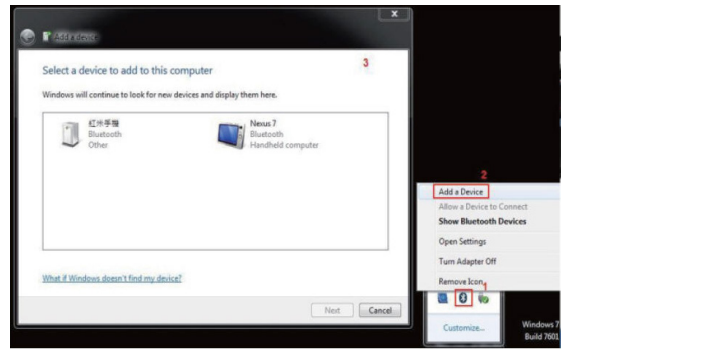 Add a device
3
Select a device to add to this computer
Windows will continue to look for new devices and display them here.
红米手機
Bluetooth
Other
Nexus 7
Bluetooth
Handheld computer
What if Windows doesn't find my device?
Next
Cancel
2
Add a Device
Allow a Device to Connect
Show Bluetooth Devices
Open Settings
Turn Adapter Off
Remove Icon
1
Customize...
Windows 7
Build 7601